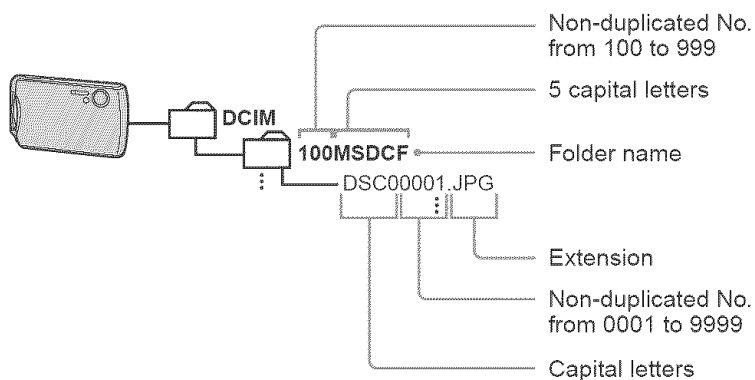 Non-duplicated No.
from 100 to 999
5 capital letters
DCIM
100MSDCF
Folder name
DSC00001.JPG
Extension
Non-duplicated No.
from 0001 to 9999
Capital letters